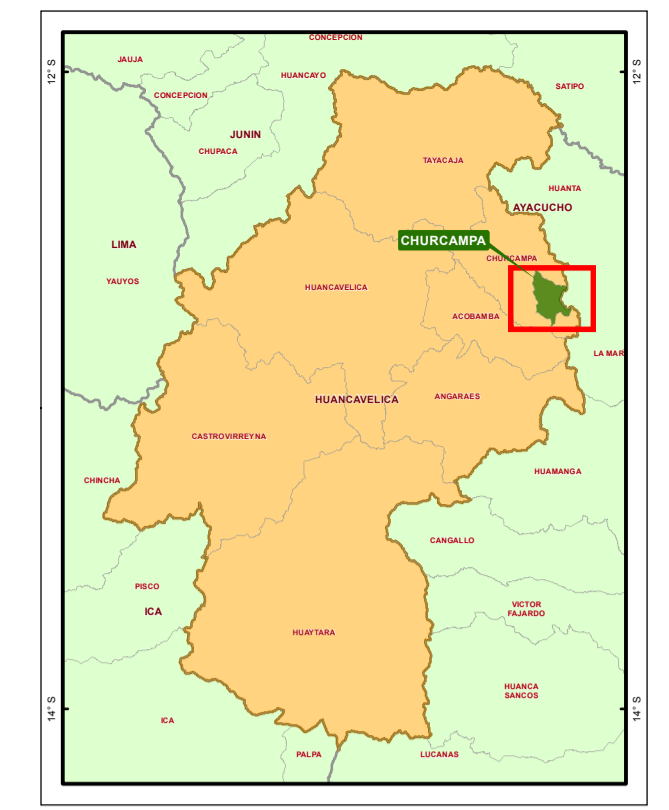 CONCEPCION
JAUJA
12° S
12° S
HUANCAYO
SATIPO
CONCEPCION
JUNIN
CHUPACA
TAYACAJA
HUANTA
AYACUCHO
CHURCAMPA
LIMA
CHURCAMPA
YAUYOS
HUANCAVELICA
ACOBAMBA
LA MAR
HUANCAVELICA
ANGARAES
CASTROVIRREYNA
CHINCHA
HUAMANGA
CANGALLO
PISCO
ICA
VICTOR
FAJARDO
HUAYTARA
HUANCA
SANCOS
14° S
14° S
ICA
PALPA
LUCANAS